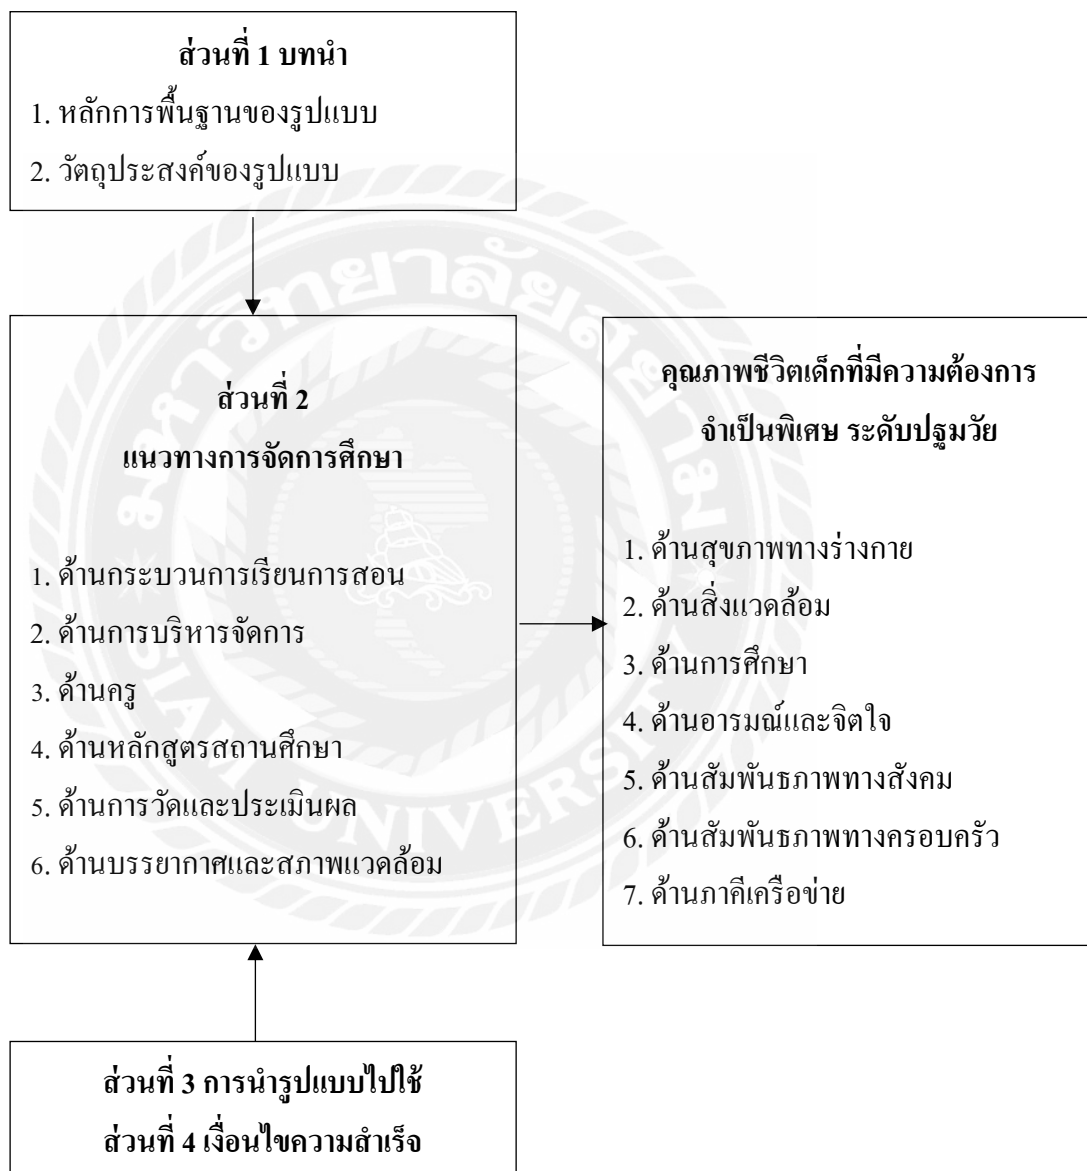 ส่วนที่ 1 บทนำ
1. หลักการพื้นฐานของรูปแบบ
2. วัตถุประสงค์ของรูปแบบ
ส่วนที่ 2
แนวทางการจัดการศึกษา
1. ด้านกระบวนการเรียนการสอน
2. ด้านการบริหารจัดการ
3. ด้านครู
4. ด้านหลักสูตรสถานศึกษา
5. ด้านการวัดและประเมินผล
6. ด้านบรรยากาศและสภาพแวดล้อม
คุณภาพชีวิตเด็กที่มีความต้องการ
จำเป็นพิเศษ ระดับปฐมวัย
1. ด้านสุขภาพทางร่างกาย
2. ด้านสิ่งแวดล้อม
3. ด้านการศึกษา
4. ด้านอารมณ์และจิตใจ
5. ด้านสัมพันธภาพทางสังคม
6. ด้านสัมพันธภาพทางครอบครัว
7. ด้านภาคีเครือข่าย
ส่วนที่ 3 การนำรูปแบบไปใช้
ส่วนที่ 4 เงื่อนไขความสำเร็จ
มหาวิทยาลัยสยาม
SIAM UNIVERSITY